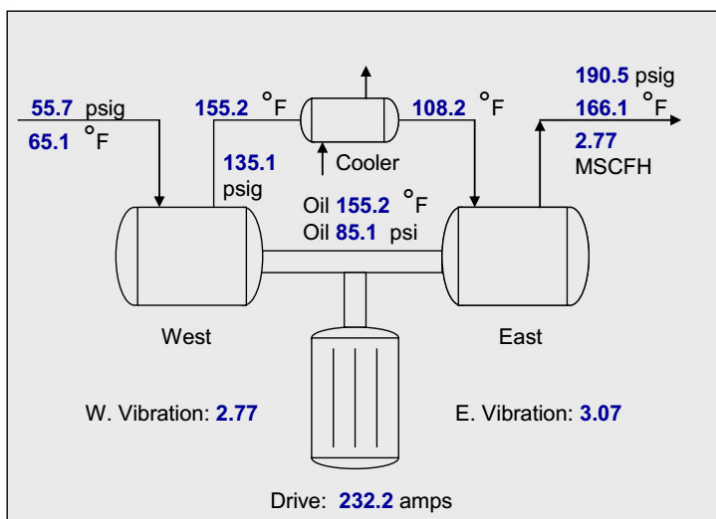 55.7 psig
65.1 °F
155.2 °F
135.1
psig
Cooler
108.2 °F
190.5 psig
166.1 °F
2.77
MSCFH
Oil 155.2 °F
Oil 85.1 psi
West
East
W. Vibration: 2.77
E. Vibration: 3.07
Drive: 232.2 amps